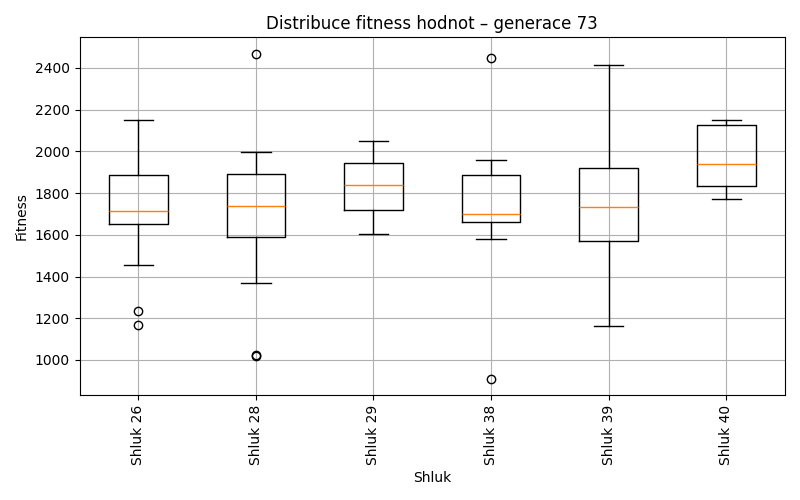 Distribuce fitness hodnot – generace 73
Fitness
2400
2200
2000
1800
1600
1400
1200
1000
Shluk 26
Shluk 28
Shluk 29
Shluk 38
Shluk 39
Shluk 40
Shluk